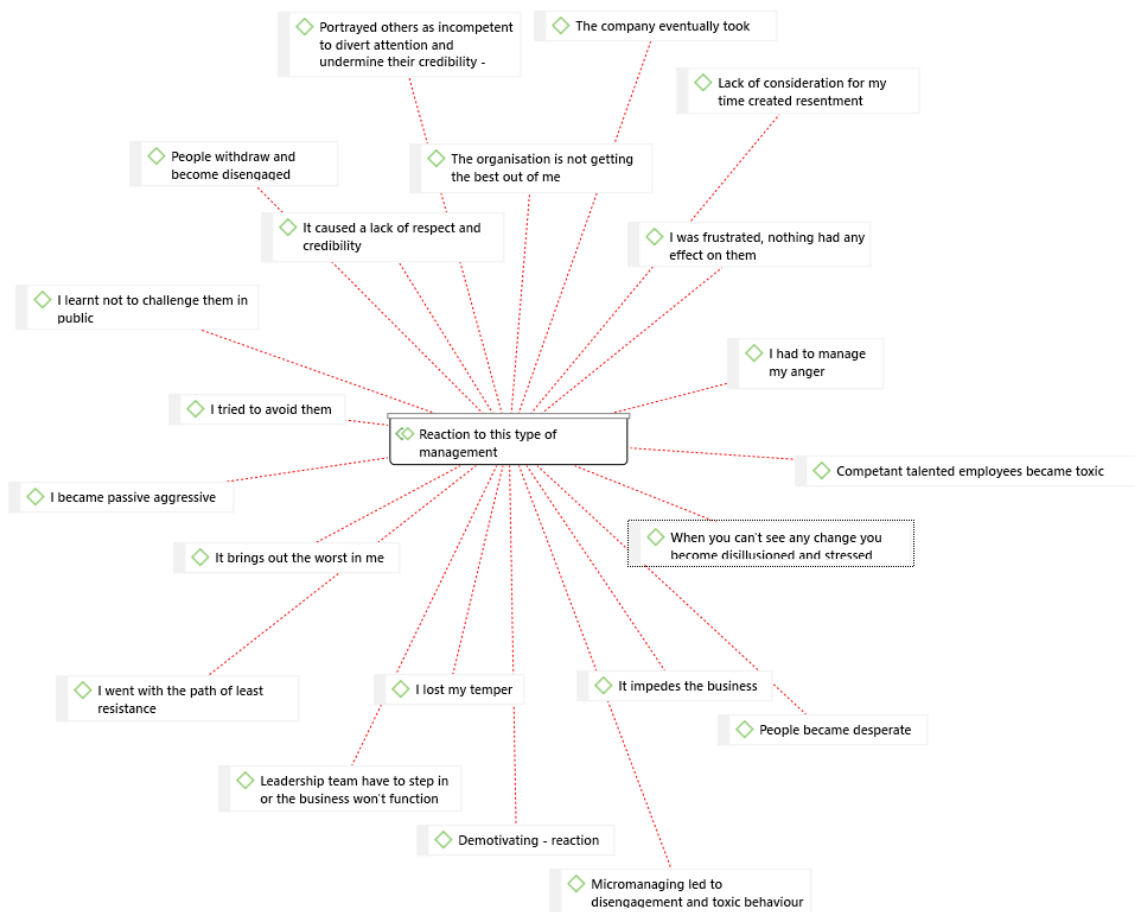 Portrayed others as incompetent
to divert attention and
undermine their credibility -
The company eventually took
Lack of consideration for my
time created resentment
People withdraw and
become disengaged
The organisation is not getting
the best out of me
It caused a lack of respect and
credibility
I was frustrated, nothing had any
effect on them
I learnt not to challenge them in
public
I had to manage
my anger
I tried to avoid them
Reaction to this type of
management
Competant talented employees became toxic
I became passive aggressive
When you can't see any change you
become disillusioned and stressed
It brings out the worst in me
I went with the path of least
resistance
I lost my temper
It impedes the business
People became desperate
Leadership team have to step in
or the business won't function
Demotivating - reaction
Micromanaging led to
disengagement and toxic behaviour